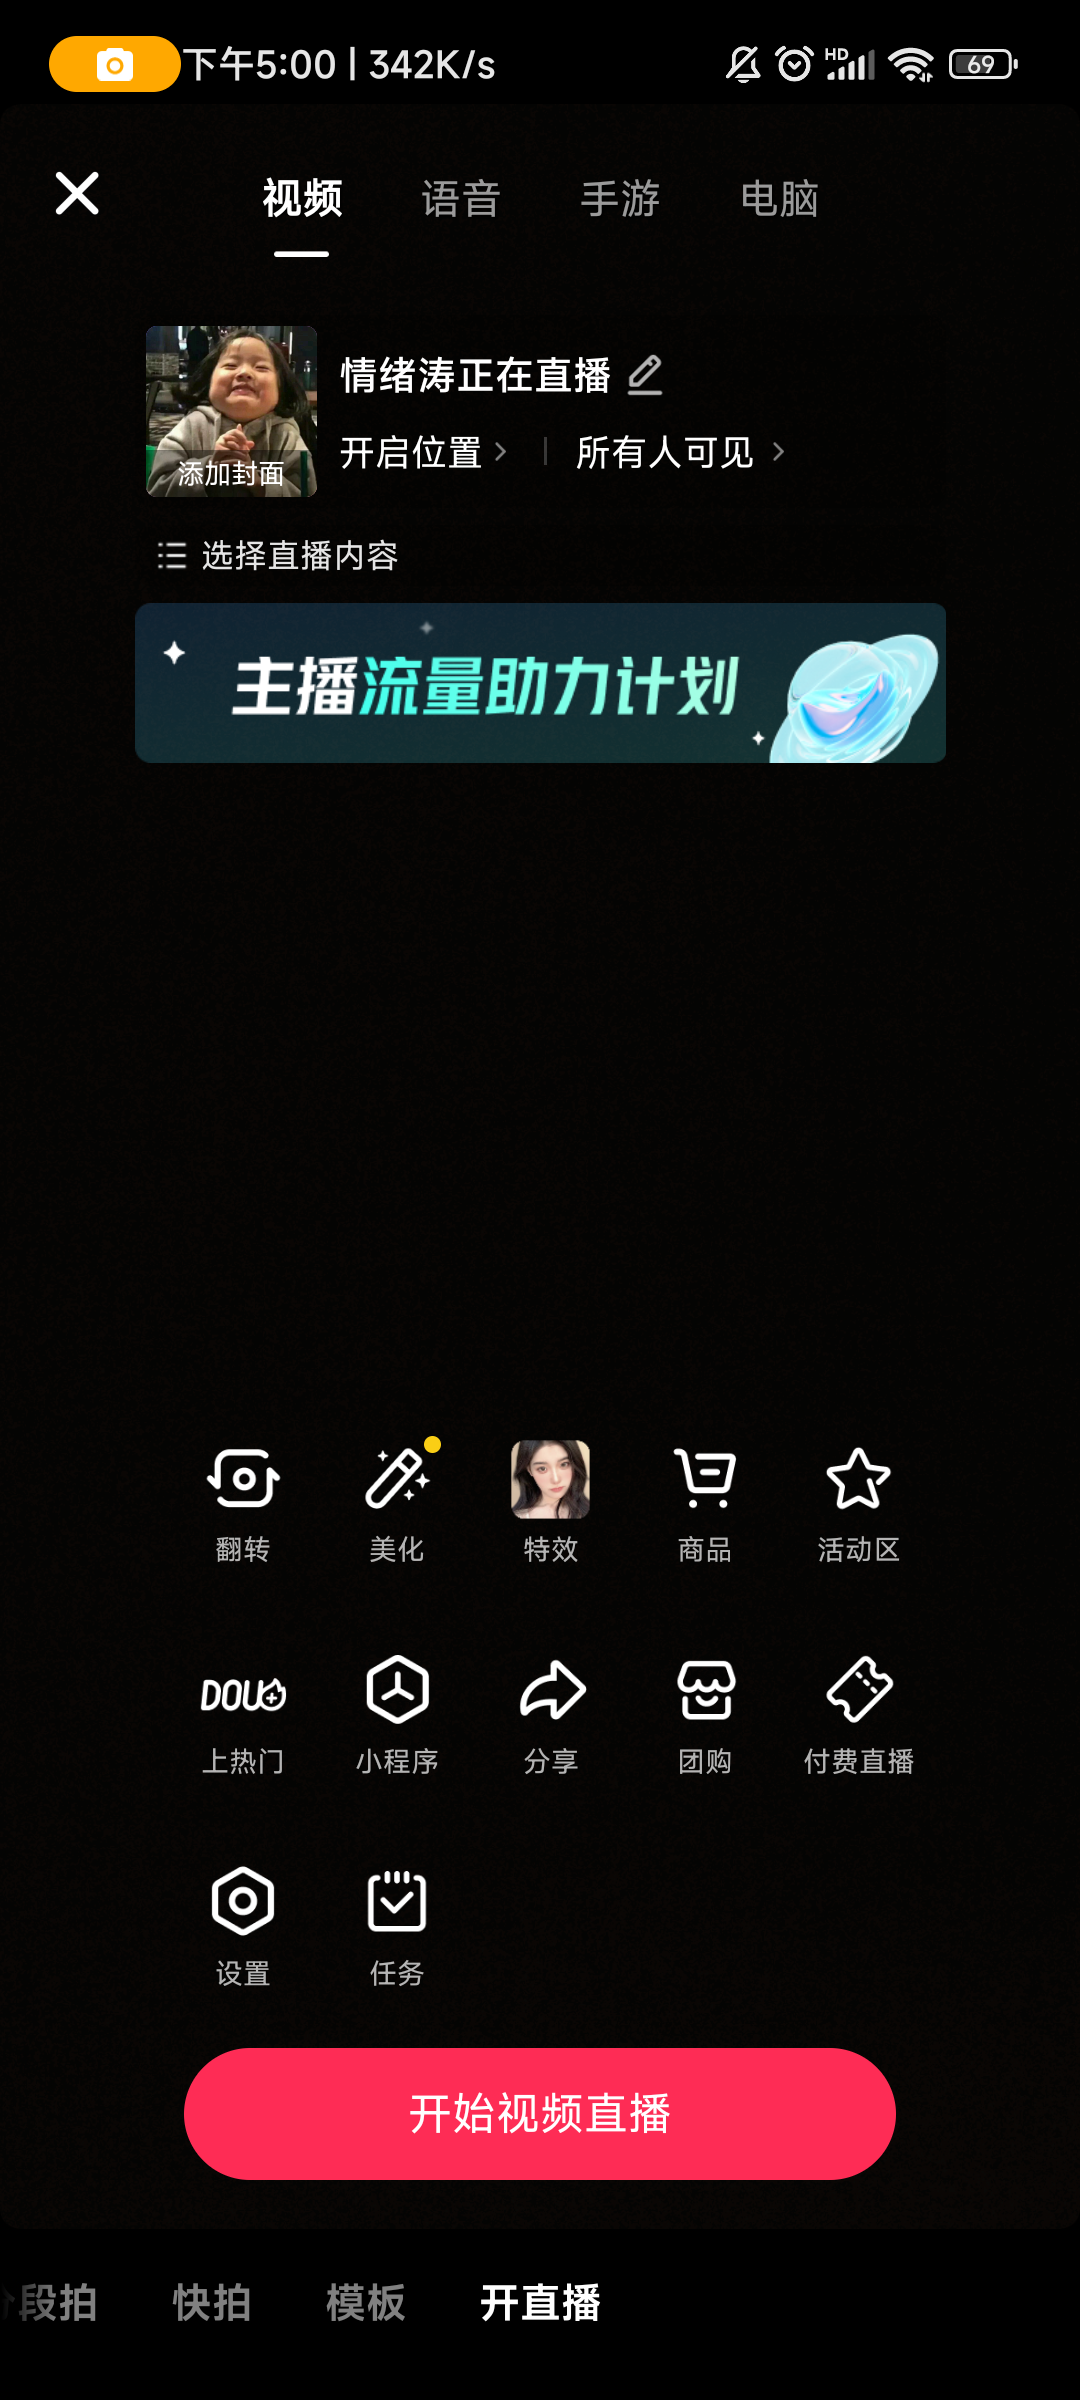 下午5:00 | 342K/s
HD
69
视频 语音 手游 电脑
情绪涛正在直播
开启位置 > | 所有人可见 >
添加封面
选择直播内容
主播流量助力计划
翻转 美化 特效 商品 活动区
DOU+
上热门 小程序 分享 团购 付费直播
设置 任务
开始视频直播
段拍 快拍 模板 开直播